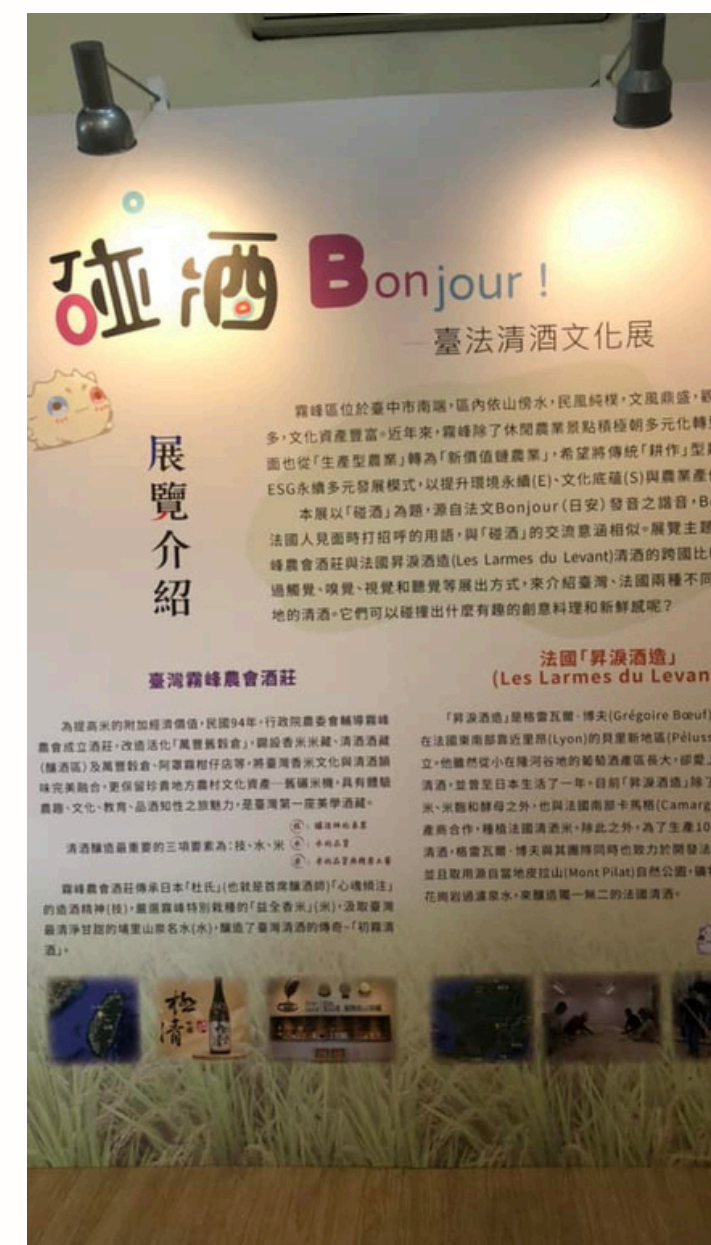 碰酒 Bonjour！
臺法清酒文化展
展覽介紹
霧峰區位於臺中市南端，區內依山傍水，民風純樸，文風鼎盛，觀
多，文化資產豐富。近年來，霧峰除了休閒農業景點積極朝多元化轉
面也從「生產型農業」轉為「新價值鏈農業」，希望將傳統「耕作」型
ESG永續多元發展模式，以提升環境永續(E)、文化底蘊(S)與農業產
本展以「碰酒」為題，源自法文Bonjour（日安）發音之諧音，B
法國人見面時打招呼的用語，與「碰酒」的交流意涵相似。展覽主題
峰農會酒莊與法國昇淚酒造(Les Larmes du Levant)清酒的跨國比
過觸覺、嗅覺、視覺和聽覺等展出方式，來介紹臺灣、法國兩種不同
地的清酒。它們可以碰撞出什麼有趣的創意料理和新鮮感呢？
臺灣霧峰農會酒莊
為提高米的附加經濟價值，民國94年，行政院農委會輔導霧峰
農會成立酒莊，改造活化「萬豐舊穀倉」，闢設香米米藏、清酒酒藏
（釀酒區）及萬豐穀倉、阿罩霧柑仔店等，將臺灣香米文化與清酒韻
味完美融合，更保留珍貴地方農村文化資產─舊碾米機，具有體驗
農趣、文化、教育、品酒知性之旅魅力，是臺灣第一座美學酒藏。
清酒釀造最重要的三項要素為：技、水、米
霧峰農會酒莊傳承日本「杜氏」(也就是首席釀酒師)「心魂傾注」
的造酒精神(技)，嚴選霧峰特別栽種的「益全香米」(米)，汲取臺灣
最清淨甘甜的埔里山泉名水(水)，釀造了臺灣清酒的傳奇-「初霧清
酒」。
法國「昇淚酒造」
(Les Larmes du Levan
「昇淚酒造」是格雷瓦爾·博夫(Grégoire Bœuf)
在法國東南部靠近里昂(Lyon)的貝里新地區(Péluss
立。他雖然從小在隆河谷地的葡萄酒產區長大，卻愛
清酒，並曾至日本生活了一年。目前「昇淚酒造」除了
米、米麴和酵母之外，也與法國南部卡馬格(Camarg
產商合作，種植法國清酒米。除此之外，為了生產10
清酒，格雷瓦爾·博夫與其團隊同時也致力於開發法
並且取用源自當地皮拉山(Mont Pilat)自然公園，礦
花崗岩過濾泉水，來釀造獨一無二的法國清酒。
極
清